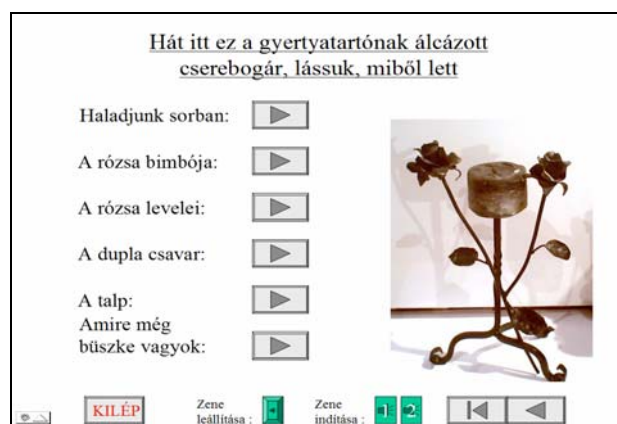 Hát itt ez a gyertyatartónak álcázott
cserebogár, lássuk, miből lett
Haladjunk sorban:
A rózsa bimbója:
A rózsa levelei:
A dupla csavar:
A talp:
Amire még
büszke vagyok:
KILÉP
Zene
leállítása :
Zene
indítása :
1 2